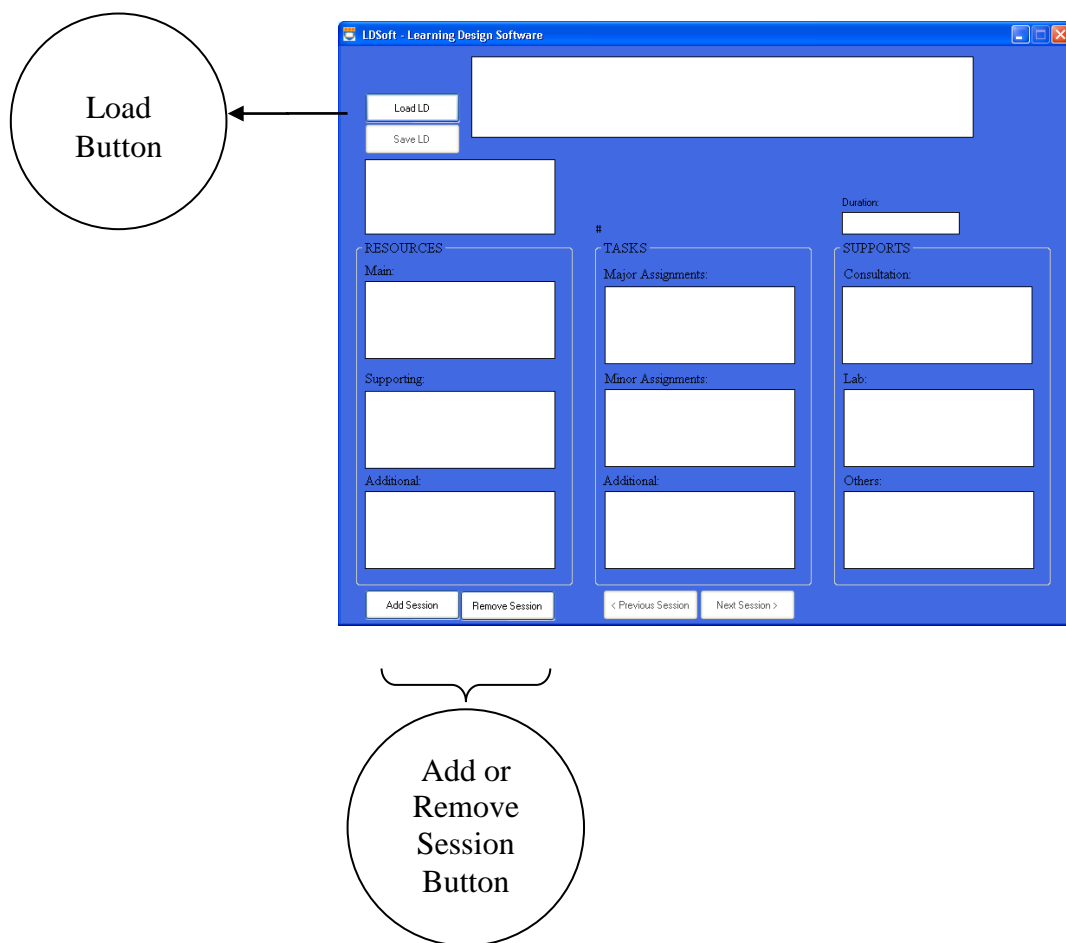 LDSoft - Learning Design Software
Load
Button
Load LD
Save LD
Duration:
#
RESOURCES
TASKS
SUPPORTS
Main:
Major Assignments:
Consultation:
Supporting:
Minor Assignments:
Lab:
Additional:
Additional:
Others:
Add Session
Remove Session
< Previous Session
Next Session >
Add or
Remove
Session
Button